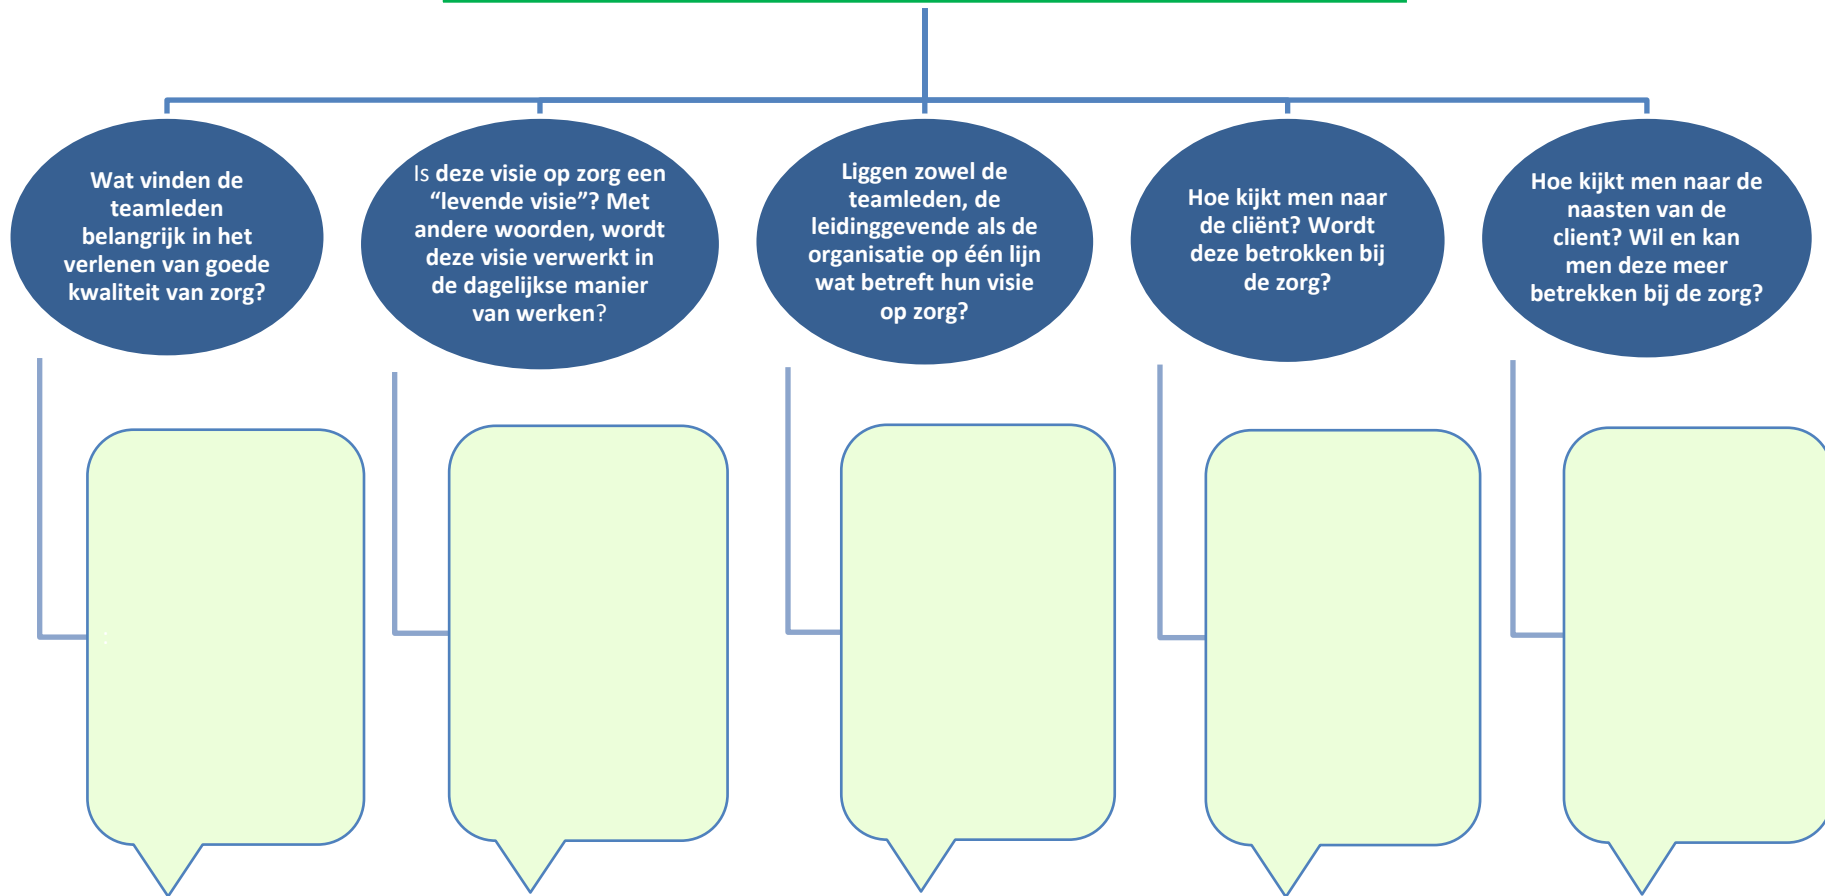 Wat vinden de
teamleden
belangrijk in het
verlenen van goede
kwaliteit van zorg?
Is deze visie op zorg een
“levende visie”? Met
andere woorden, wordt
deze visie verwerkt in
de dagelijkse manier
van werken?
Liggen zowel de
teamleden, de
leidinggevende als de
organisatie op één lijn
wat betreft hun visie
op zorg?
Hoe kijkt men naar
de cliënt? Wordt
deze betrokken bij
de zorg?
Hoe kijkt men naar de
naasten van de
client? Wil en kan
men deze meer
betrekken bij de zorg?